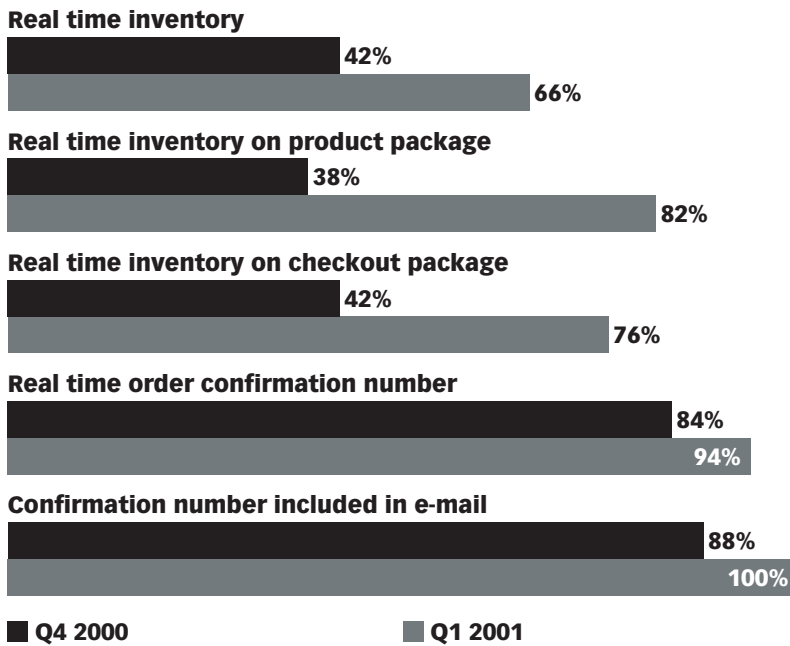 Real time inventory
42%
66%
Real time inventory on product package
38%
82%
Real time inventory on checkout package
42%
76%
Real time order confirmation number
84%
94%
Confirmation number included in e-mail
88%
100%
Q4 2000 Q1 2001